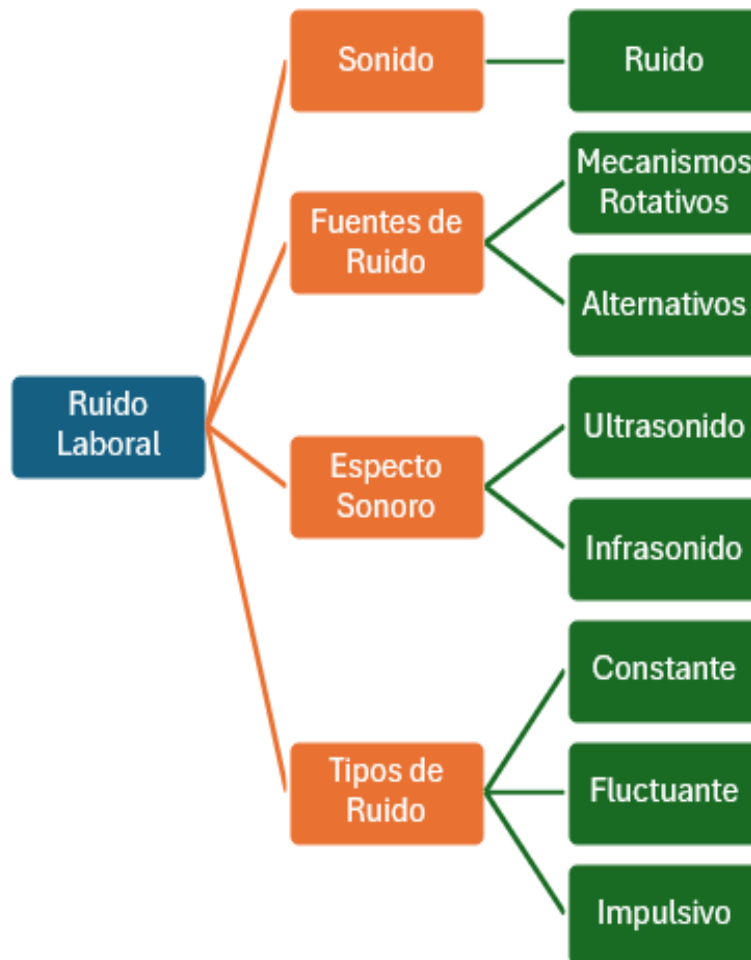 Sonido
Ruido
Mecanismos
Rotativos
Fuentes de
Ruido
Alternativos
Ruido
Laboral
Ultrasonido
Especto
Sonoro
Infrasonido
Constante
Tipos de
Ruido
Fluctuante
Impulsivo